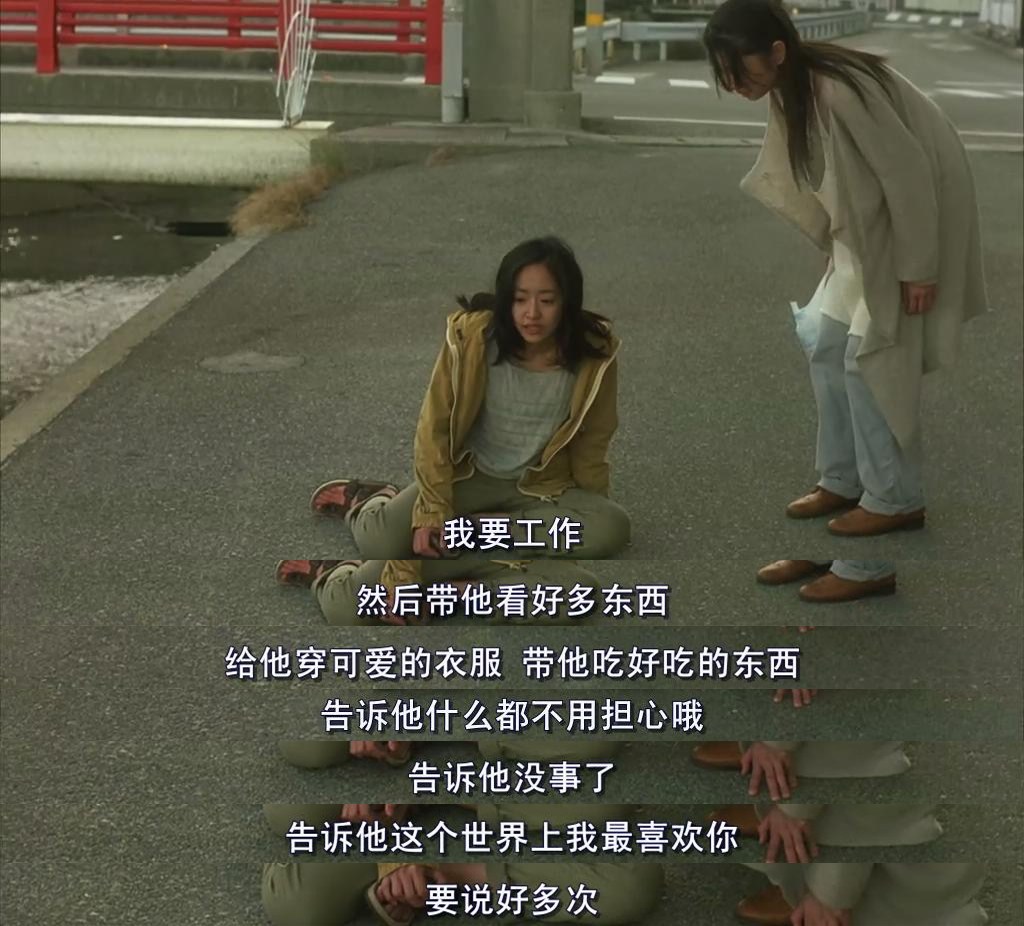 我要工作
然后带他看好多东西
给他穿可爱的衣服 带他吃好吃的东西
告诉他什么都不用担心哦
告诉他没事了
告诉他这个世界上我最喜欢你
要说好多次